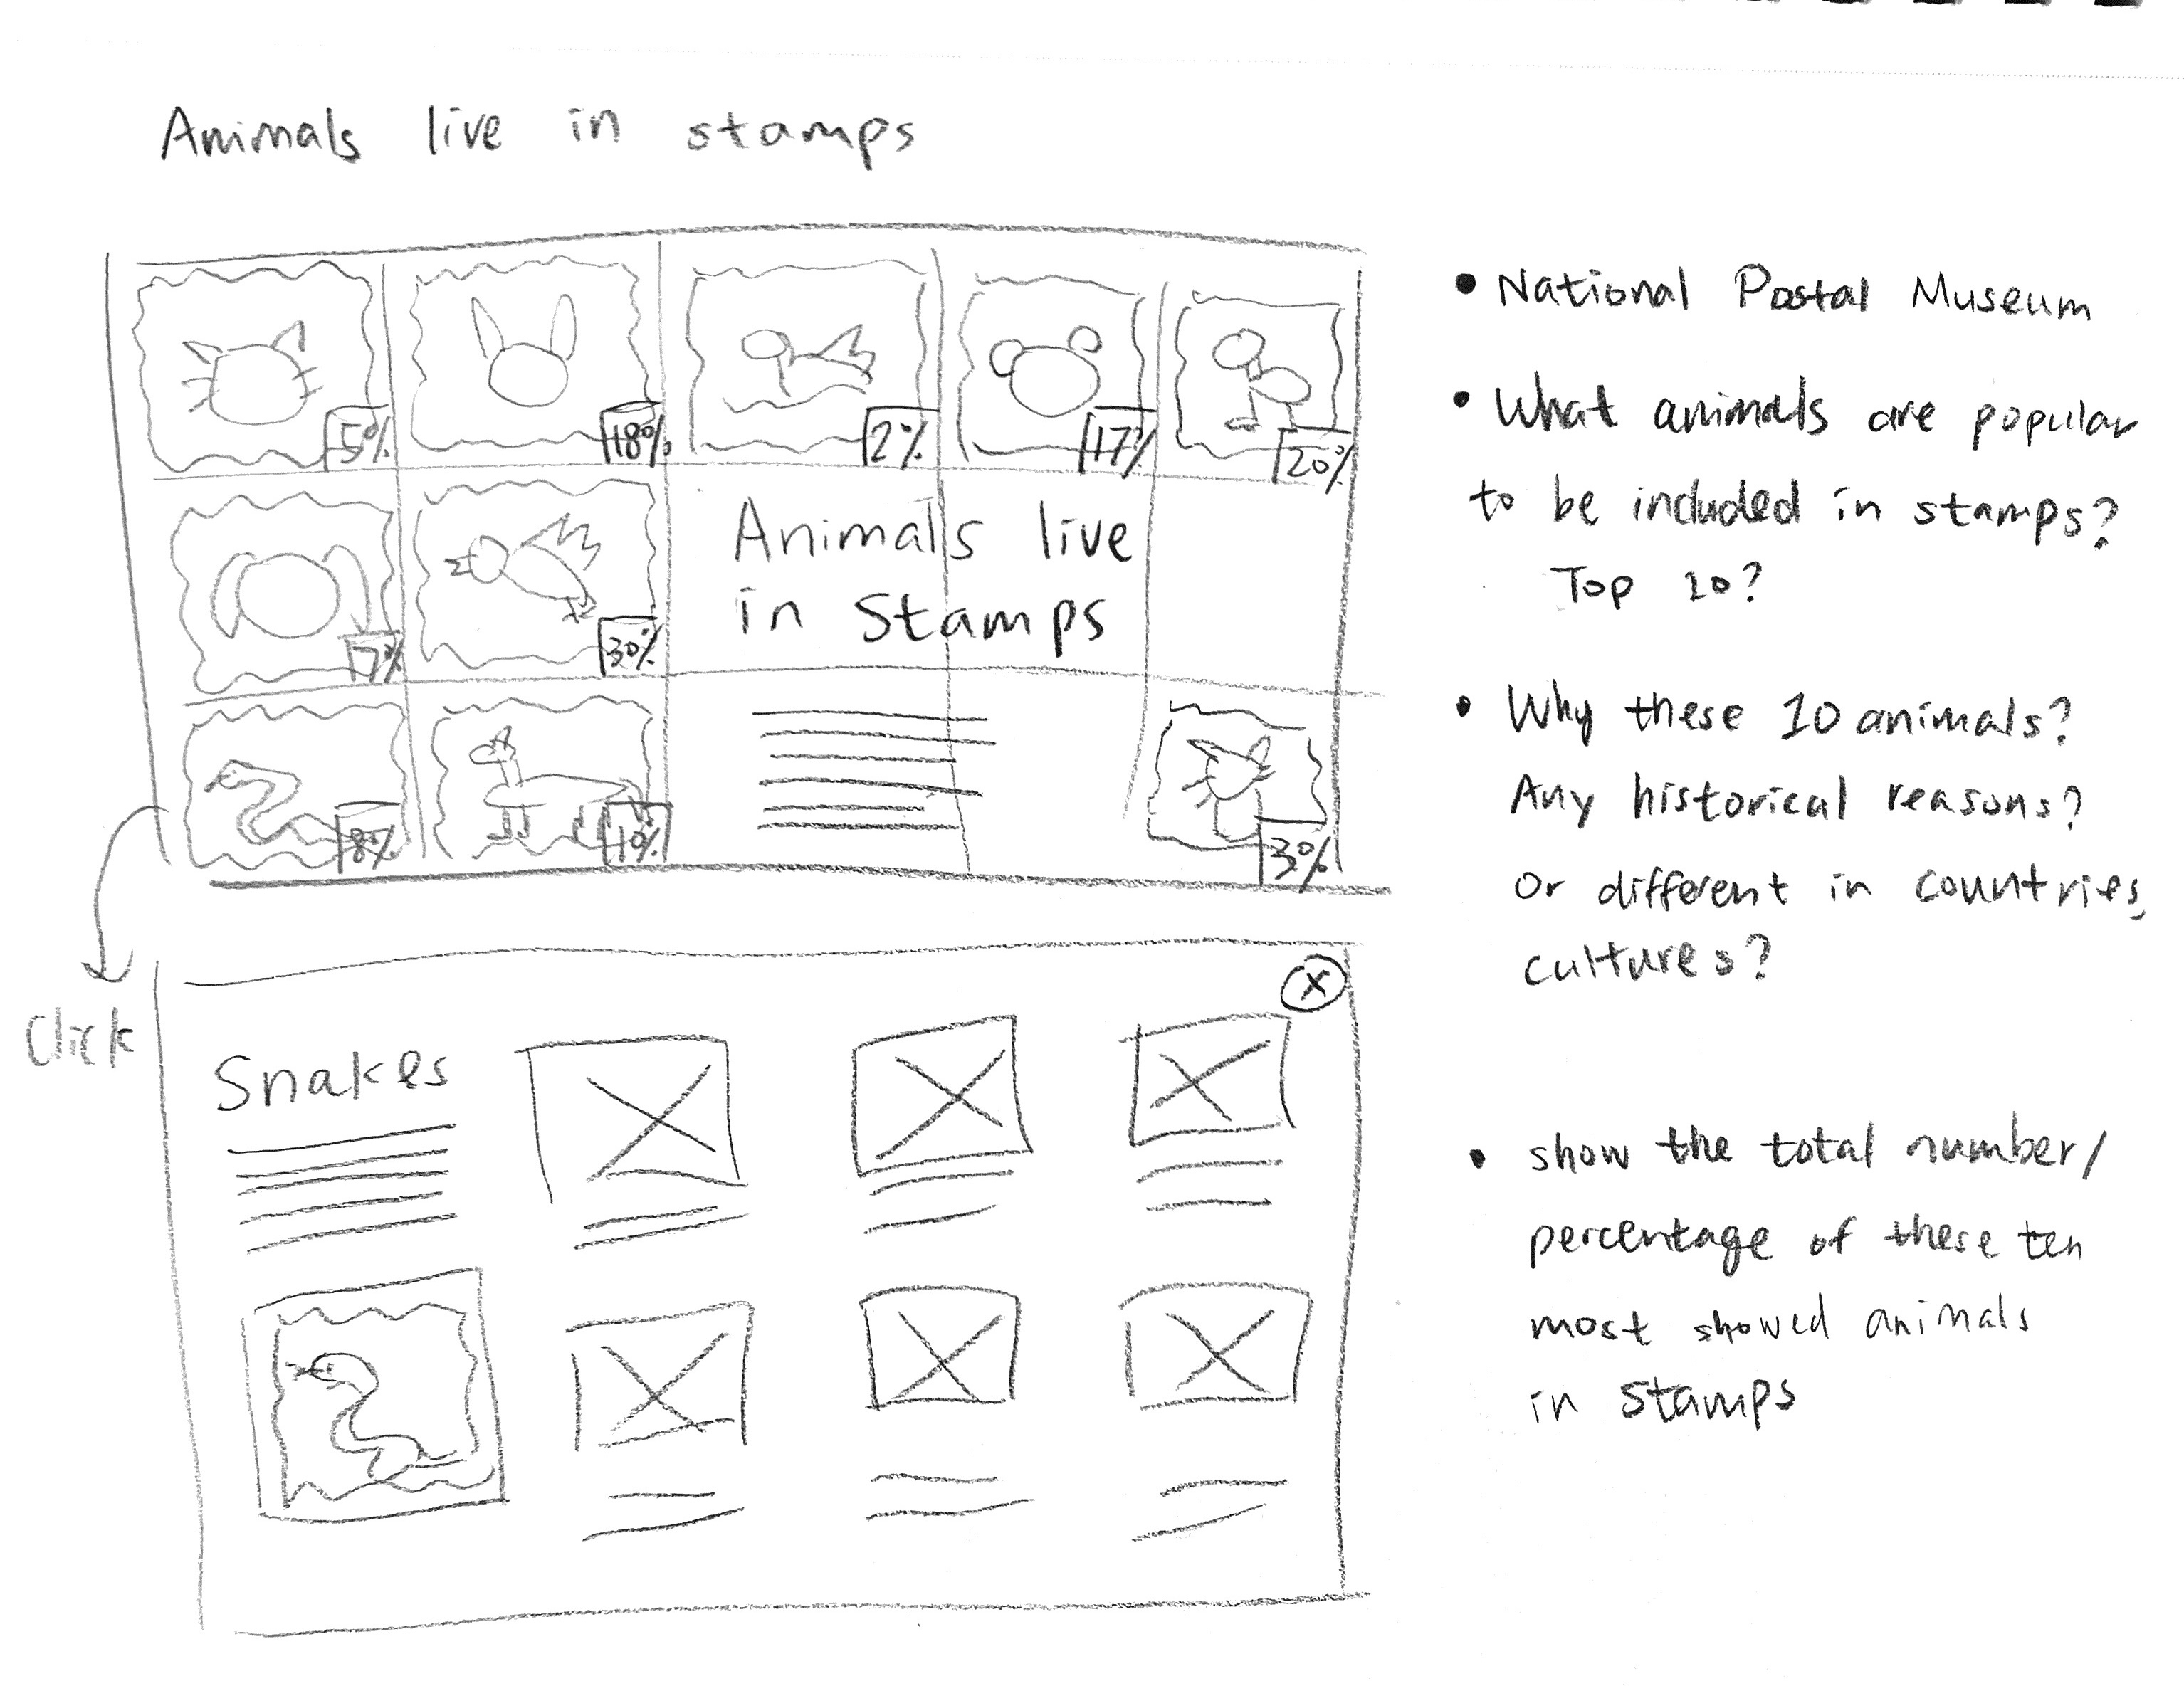 Animals live in stamps
5%
18%
2%
17%
20%
7%
30%
Animals live
in Stamps
8%
10%
3%
Click
Snakes
• National Postal Museum
• What animals are popular
to be included in stamps?
Top 10?
• Why these 10 animals?
Any historical reasons?
Or different in countries,
cultures?
• show the total number/
percentage of these ten
most showed animals
in stamps